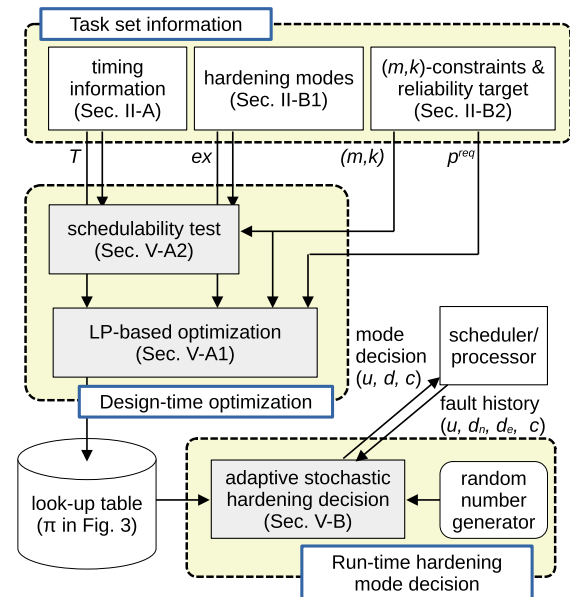 Task set information
timing
information
(Sec. II-A)
hardening modes
(Sec. II-B1)
(m,k)-constraints &
reliability target
(Sec. II-B2)
T
ex
(m,k)
p^req
schedulability test
(Sec. V-A2)
LP-based optimization
(Sec. V-A1)
Design-time optimization
mode
decision
(u, d, c)
scheduler/
processor
fault history
(u, dₙ, dₑ, c)
look-up table
(π in Fig. 3)
adaptive stochastic
hardening decision
(Sec. V-B)
random
number
generator
Run-time hardening
mode decision